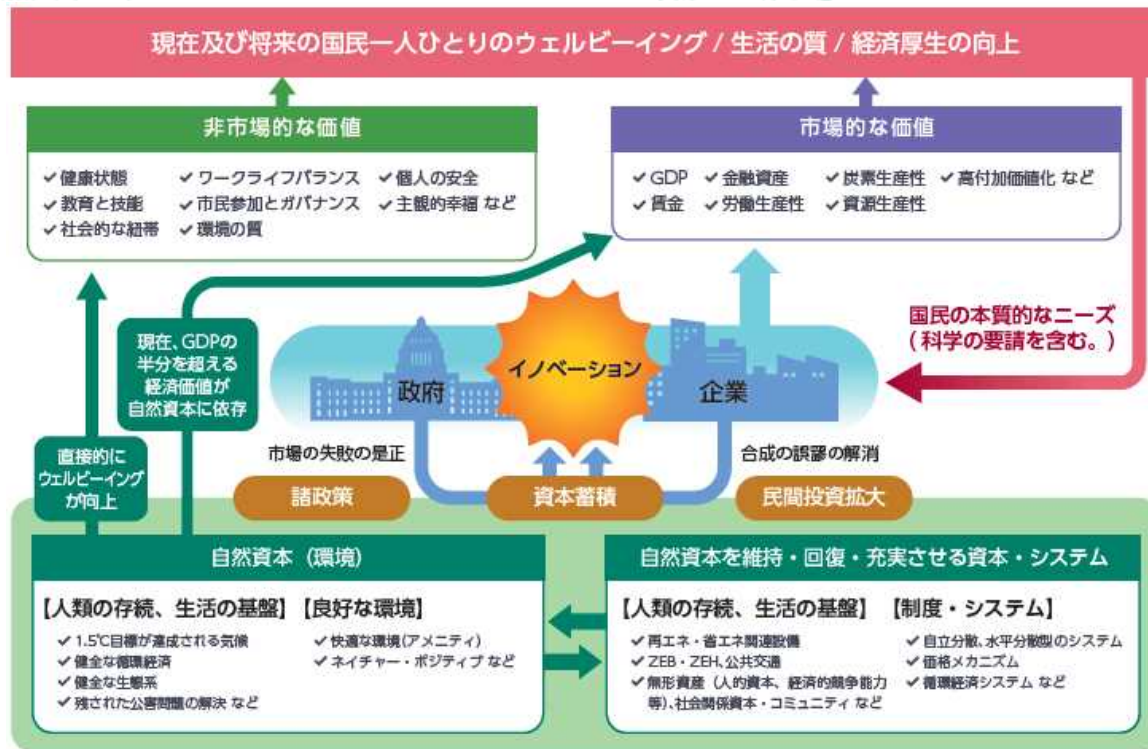 現在及び将来の国民一人ひとりのウェルビーイング / 生活の質 / 経済厚生の向上
非市場的な価値
✓健康状態 ✓ワークライフバランス ✓個人の安全
✓教育と技能 ✓市民参加とガバナンス ✓主観的幸福 など
✓社会的な紐帯 ✓環境の質
市場的な価値
✓GDP ✓金融資産 ✓炭素生産性 ✓高付加価値化 など
✓賃金 ✓労働生産性 ✓資源生産性
国民の本質的なニーズ
(科学の要請を含む。)
現在、GDPの
半分を超える
経済価値が
自然資本に依存
直接的に
ウェルビーイング
が向上
イノベーション
政府
企業
市場の失敗の是正
合成の誤謬の解消
諸政策
資本蓄積
民間投資拡大
自然資本(環境)
【人類の存続、生活の基盤】
✓1.5℃目標が達成される気候
✓健全な循環経済
✓健全な生態系
✓残された公害問題の解決 など
【良好な環境】
✓快適な環境(アメニティ)
✓ネイチャー・ポジティブ など
自然資本を維持・回復・充実させる資本・システム
【人類の存続、生活の基盤】
✓再エネ・省エネ関連設備
✓ZEB・ZEH、公共交通
✓無形資産(人的資本、経済的競争能力
等)、社会関係資本・コミュニティ など
【制度・システム】
✓自立分散、水平分散型のシステム
✓価格メカニズム
✓循環経済システム など